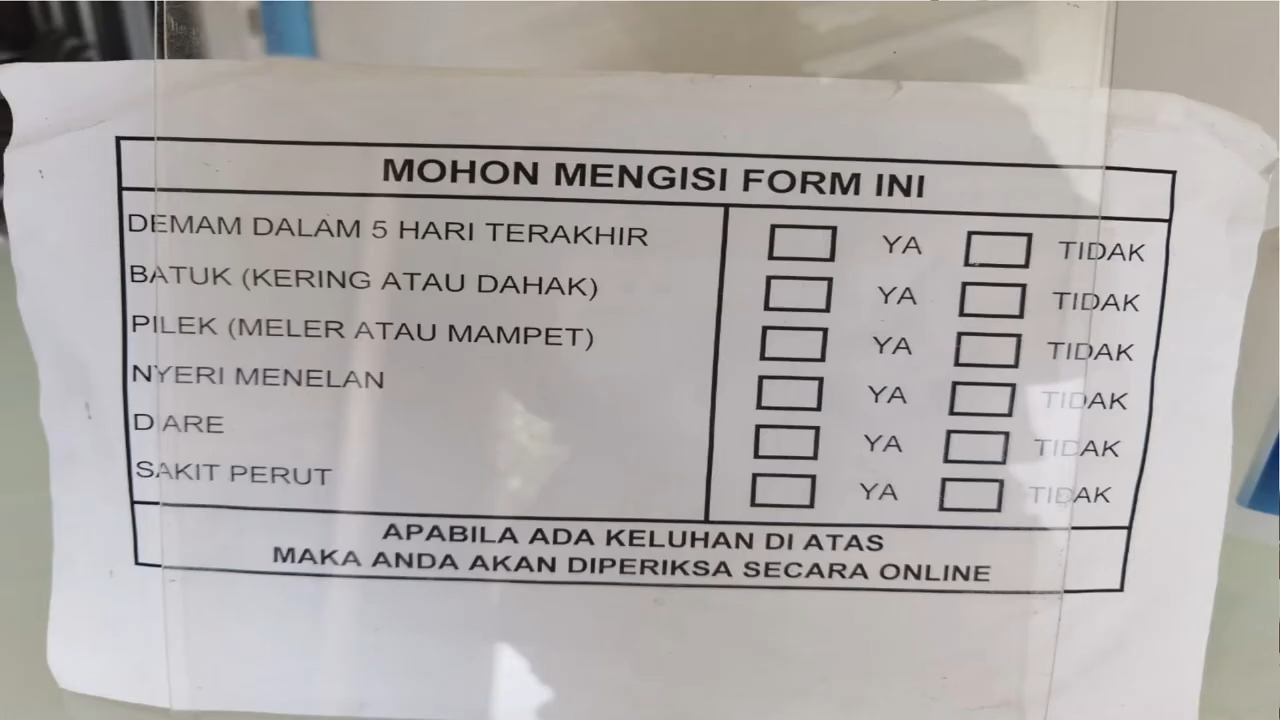 MOHON MENGISI FORM INI
DEMAM DALAM 5 HARI TERAKHIR YA TIDAK
BATUK (KERING ATAU DAHAK) YA TIDAK
PILEK (MELER ATAU MAMPET) YA TIDAK
NYERI MENELAN YA TIDAK
DIARE YA TIDAK
SAKIT PERUT YA TIDAK
APABILA ADA KELUHAN DI ATAS
MAKA ANDA AKAN DIPERIKSA SECARA ONLINE